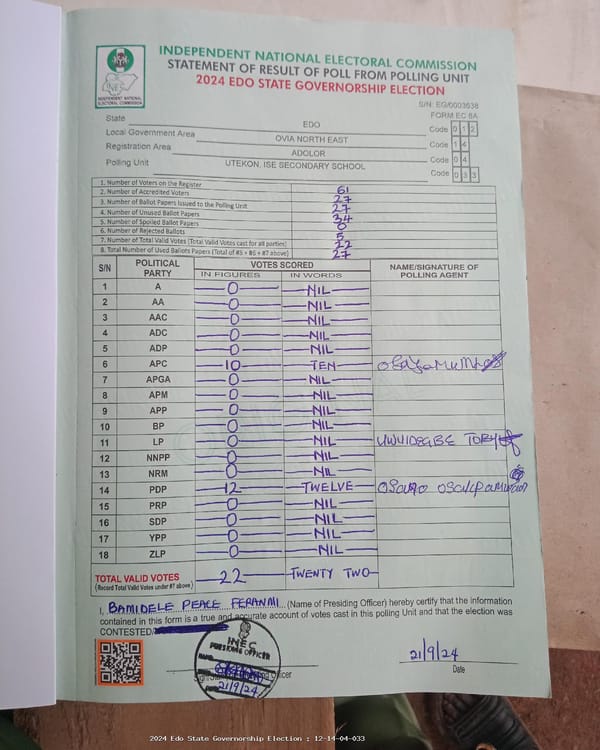 INDEPENDENT NATIONAL ELECTORAL COMMISSION
STATEMENT OF RESULT OF POLL FROM POLLING UNIT
2024 EDO STATE GOVERNORSHIP ELECTION
S/N: EG/0003638
FORM EC 8A
INEC
INDEPENDENT NATIONAL ELECTORAL COMMISSION
State EDO Code 0 1 2
Local Government Area OVIA NORTH EAST Code 1 4
Registration Area ADOLOR Code 0 4
Polling Unit UTEKON, ISE SECONDARY SCHOOL Code 0 3 3
1. Number of Voters on the Register 61
2. Number of Accredited Voters 27
3. Number of Ballot Papers Issued to the Polling Unit 27
4. Number of Unused Ballot Papers 34
5. Number of Spoiled Ballot Papers 0
6. Number of Rejected Ballots 5
7. Number of Total Valid Votes (Total Valid Votes cast for all parties) 22
8. Total Number of Used Ballots Papers (Total of #5 + #6 + #7 above) 27
S/N POLITICAL PARTY VOTES SCORED NAME/SIGNATURE OF POLLING AGENT
IN FIGURES IN WORDS
1 A 0 NIL
2 AA 0 NIL
3 AAC 0 NIL
4 ADC 0 NIL
5 ADP 0 NIL
6 APC 10 TEN
7 APGA 0 NIL
8 APM 0 NIL
9 APP 0 NIL
10 BP 0 NIL
11 LP 0 NIL UWUIDEGBE TOBY
12 NNPP 0 NIL
13 NRM 0 NIL
14 PDP 12 TWELVE
15 PRP 0 NIL
16 SDP 0 NIL
17 YPP 0 NIL
18 ZLP 0 NIL
TOTAL VALID VOTES 22 TWENTY TWO
(Record Total Valid Votes under #7 above)
I, BAMIDELE PEACE FERANMI (Name of Presiding Officer) hereby certify that the information
contained in this form is a true and accurate account of votes cast in this polling Unit and that the election was
CONTESTED/
INEC
PRESIDING OFFICER
21/9/24
Officer
21/9/24
Date
2024 Edo State Governorship Election : 12-14-04-033